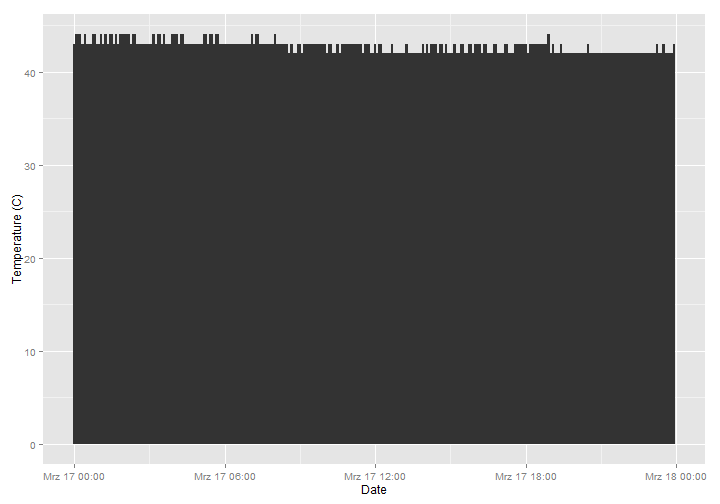 Temperature (C)
40
30
20
10
0
Mrz 17 00:00
Mrz 17 06:00
Mrz 17 12:00
Mrz 17 18:00
Mrz 18 00:00
Date